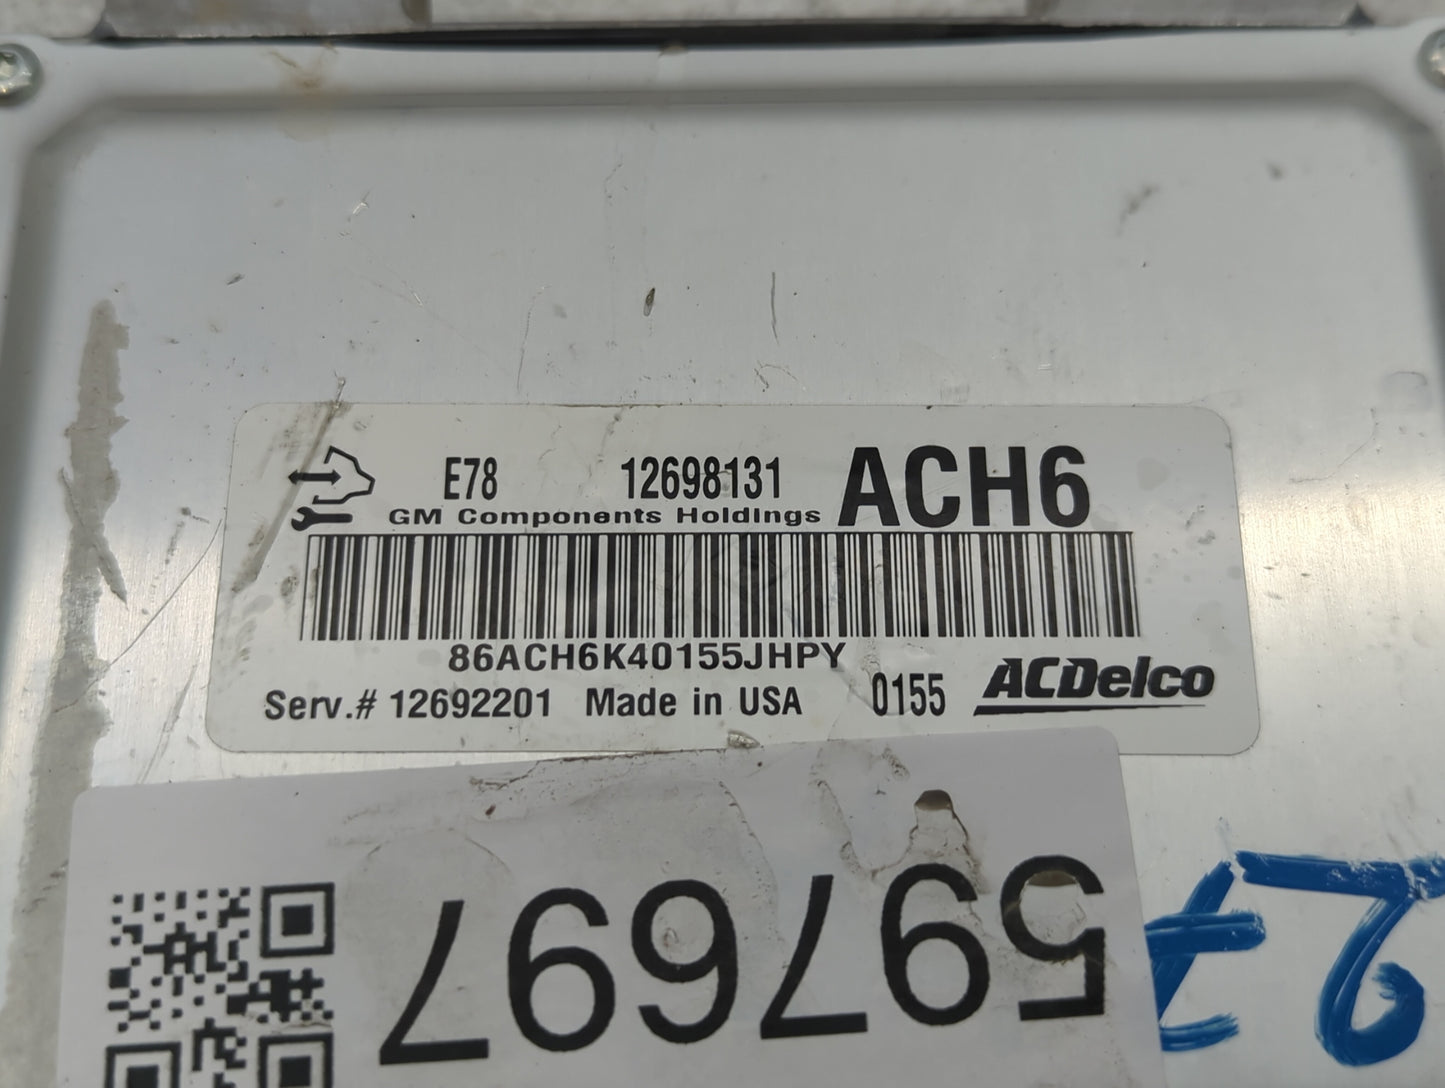 E78 12698131 ACH6
GM Components Holdings
86ACH6K40155JHPY
Serv.# 12692201 Made in USA 0155 ACDelco
597697